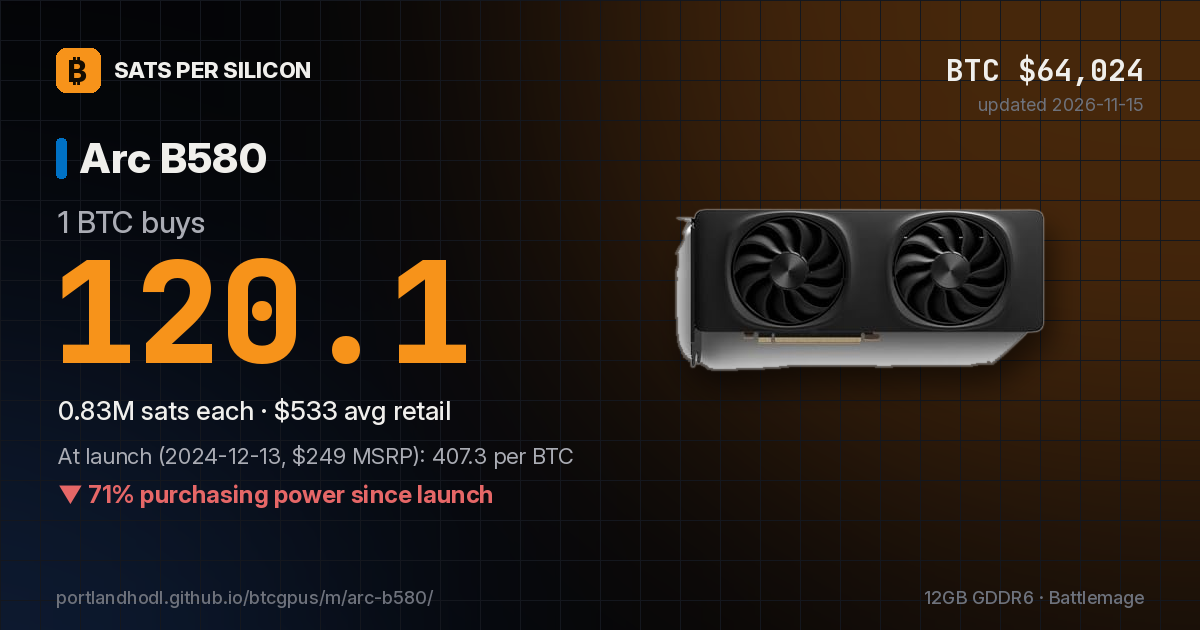 ₿ SATS PER SILICON
BTC $64,024
updated 2026-11-15
Arc B580
1 BTC buys
120.1
0.83M sats each · $533 avg retail
At launch (2024-12-13, $249 MSRP): 407.3 per BTC
▼ 71% purchasing power since launch
portlandhodl.github.io/btcgpus/m/arc-b580/
12GB GDDR6 · Battlemage